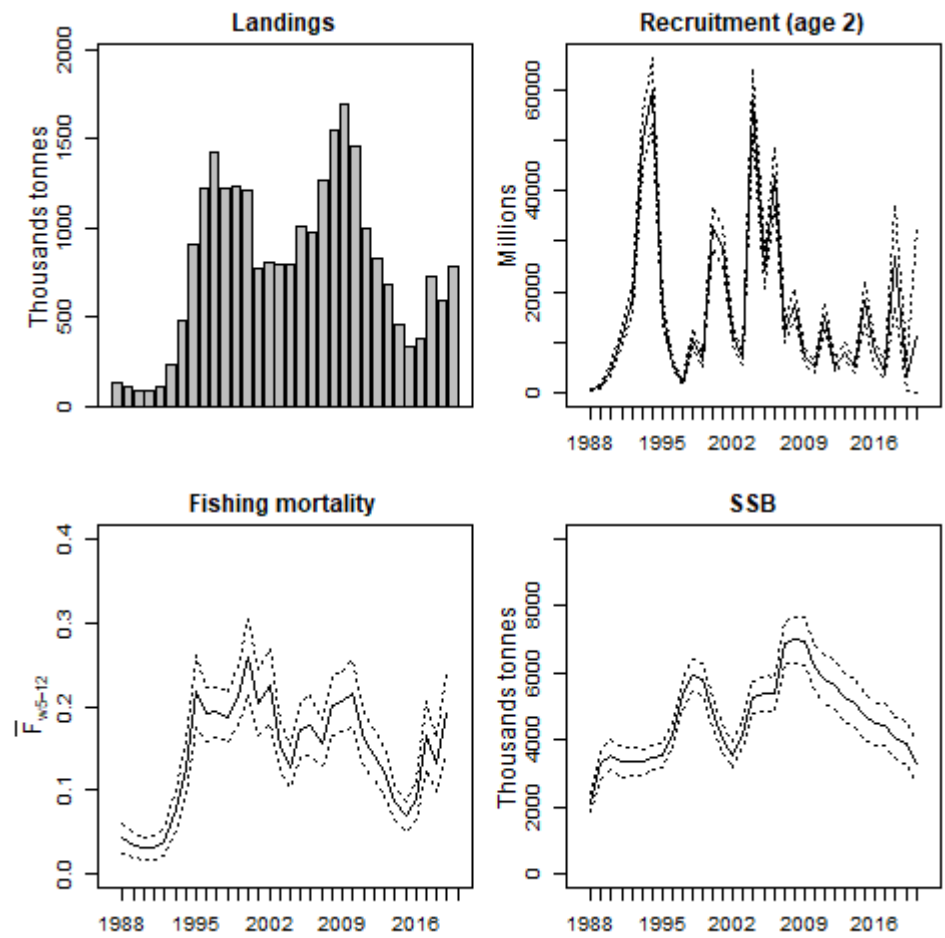 Landings
Thousands tonnes
2000
1500
1000
500
0
Recruitment (age 2)
Millions
60000
40000
20000
0
1988 1995 2002 2009 2016
Fishing mortality
F̅w5−12
0.4
0.3
0.2
0.1
0.0
1988 1995 2002 2009 2016
SSB
Thousands tonnes
8000
6000
4000
2000
0
1988 1995 2002 2009 2016